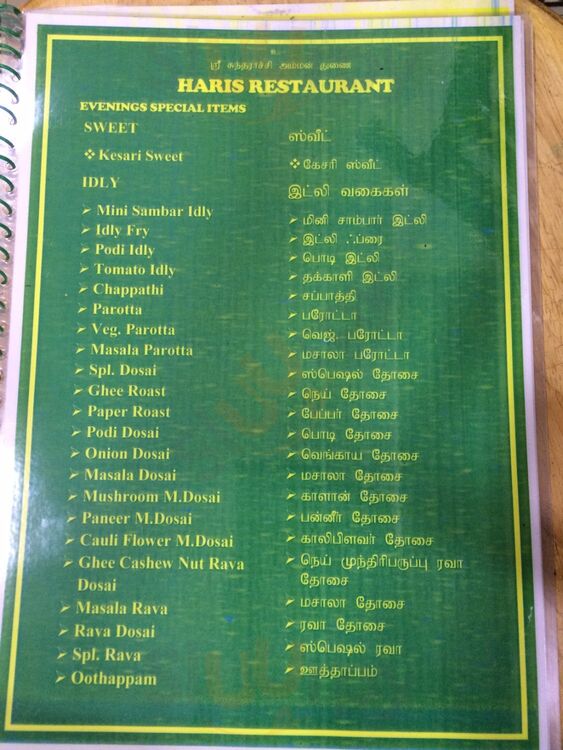 உ
ஸ்ரீ சுந்தராச்சி அம்மன் துணை
HARIS RESTAURANT
EVENINGS SPECIAL ITEMS
SWEET
❖ Kesari Sweet
IDLY
➢ Mini Sambar Idly
➢ Idly Fry
➢ Podi Idly
➢ Tomato Idly
➢ Chappathi
➢ Parotta
➢ Veg. Parotta
➢ Masala Parotta
➢ Spl. Dosai
➢ Ghee Roast
➢ Paper Roast
➢ Podi Dosai
➢ Onion Dosai
➢ Masala Dosai
➢ Mushroom M.Dosai
➢ Paneer M.Dosai
➢ Cauli Flower M.Dosai
➢ Ghee Cashew Nut Rava
Dosai
➢ Masala Rava
➢ Rava Dosai
➢ Spl. Rava
➢ Oothappam
ஸ்வீட்
❖ கேசரி ஸ்வீட்
இட்லி வகைகள்
➢ மினி சாம்பார் இட்லி
➢ இட்லி ஃப்ரை
➢ பொடி இட்லி
➢ தக்காளி இட்லி
➢ சப்பாத்தி
➢ பரோட்டா
➢ வெஜ். பரோட்டா
➢ மசாலா பரோட்டா
➢ ஸ்பெஷல் தோசை
➢ நெய் தோசை
➢ பேப்பர் தோசை
➢ பொடி தோசை
➢ வெங்காய தோசை
➢ மசாலா தோசை
➢ காளான் தோசை
➢ பன்னீர் தோசை
➢ காலிபிளவர் தோசை
➢ நெய் முந்திரிபருப்பு ரவா
தோசை
➢ மசாலா தோசை
➢ ரவா தோசை
➢ ஸ்பெஷல் ரவா
➢ ஊத்தாப்பம்